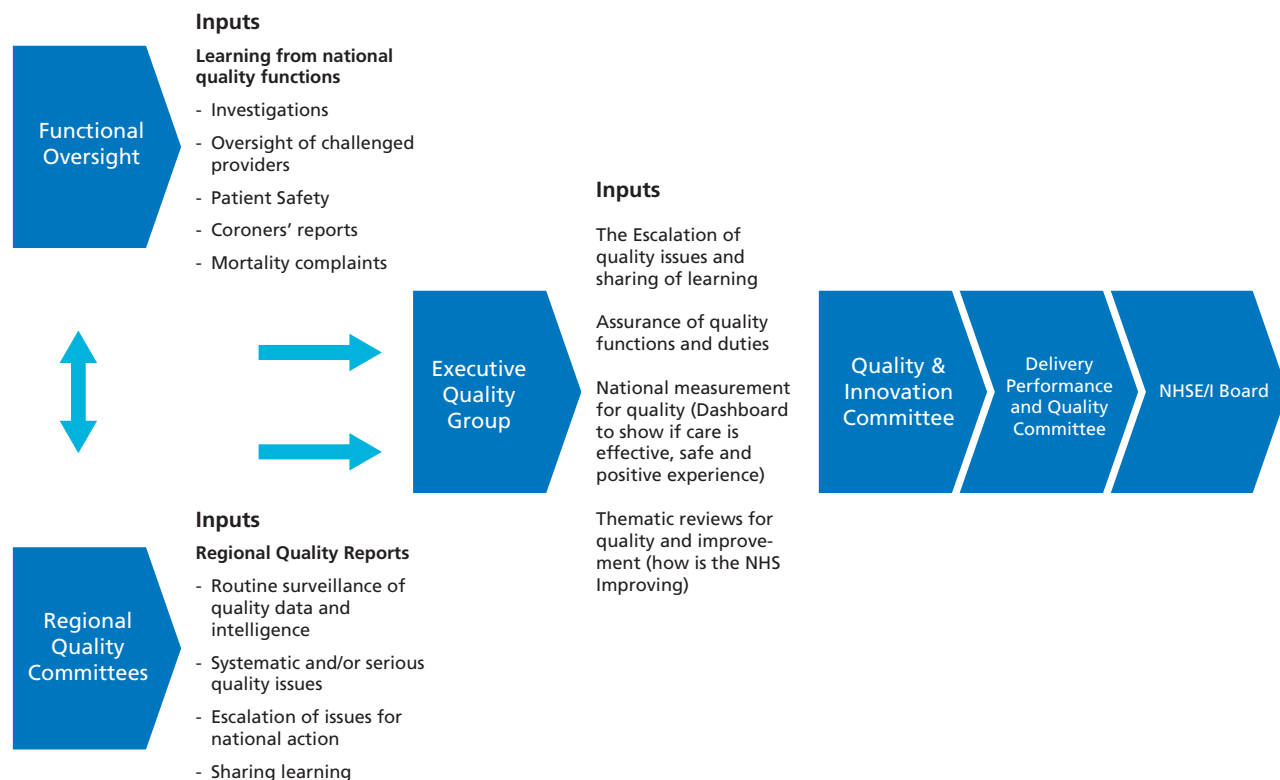 Inputs
Learning from national
quality functions
- Investigations
- Oversight of challenged
providers
- Patient Safety
- Coroners’ reports
- Mortality complaints
Functional
Oversight
Inputs
The Escalation of
quality issues and
sharing of learning
Assurance of quality
functions and duties
National measurement
for quality (Dashboard
to show if care is
effective, safe and
positive experience)
Thematic reviews for
quality and improve-
ment (how is the NHS
Improving)
Executive
Quality
Group
Quality &
Innovation
Committee
Delivery
Performance
and Quality
Committee
NHSE/I Board
Inputs
Regional Quality Reports
- Routine surveillance of
quality data and
intelligence
- Systematic and/or serious
quality issues
- Escalation of issues for
national action
- Sharing learning
Regional
Quality
Committees